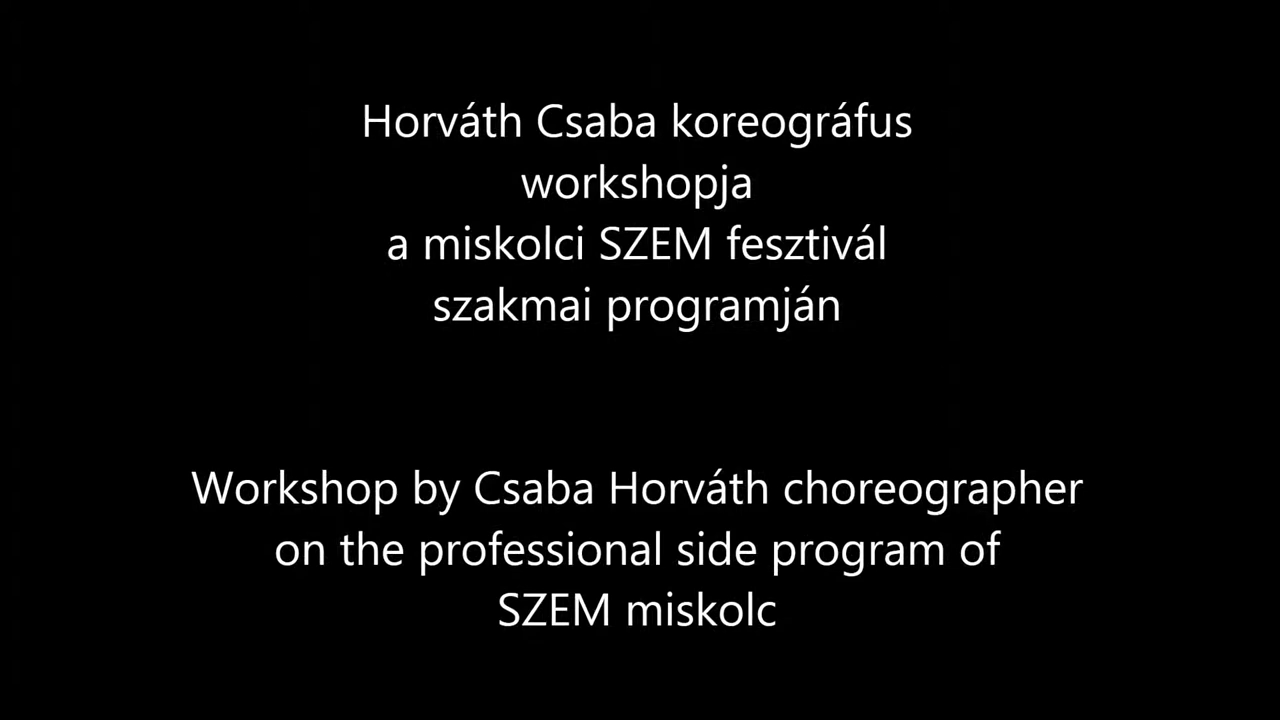 Horváth Csaba koreográfus
workshopja
a miskolci SZEM fesztivál
szakmai programján
Workshop by Csaba Horváth choreographer
on the professional side program of
SZEM miskolc